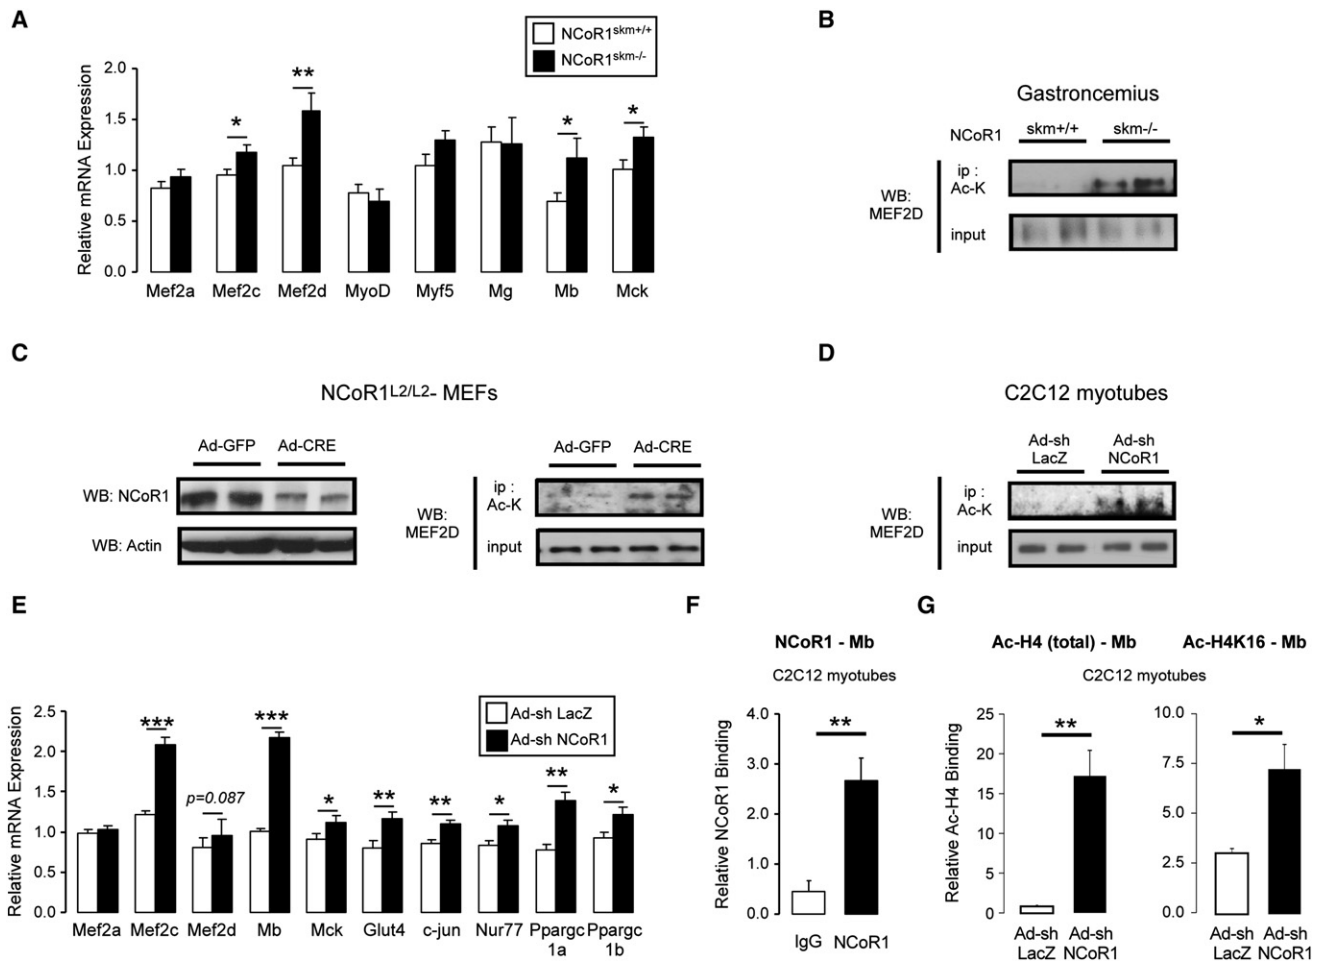 A
NCoR1skm+/+
NCoR1skm-/-
Relative mRNA Expression
2.0
1.5
1.0
0.5
0.0
*
**
*
*
Mef2a Mef2c Mef2d MyoD Myf5 Mg Mb Mck
B
Gastroncemius
NCoR1 skm+/+ skm-/-
WB:
MEF2D
ip :
Ac-K
input
C
NCoR1L2/L2- MEFs
Ad-GFP Ad-CRE
WB: NCoR1
WB: Actin
Ad-GFP Ad-CRE
WB:
MEF2D
ip :
Ac-K
input
D
C2C12 myotubes
Ad-sh
LacZ
Ad-sh
NCoR1
WB:
MEF2D
ip :
Ac-K
input
E
Ad-sh LacZ
Ad-sh NCoR1
Relative mRNA Expression
2.5
2.0
1.5
1.0
0.5
0.0
***
p=0.087
***
*
**
**
*
**
*
Mef2a Mef2c Mef2d Mb Mck Glut4 c-jun Nur77 Ppargc Ppargc
1a 1b
F
NCoR1 - Mb
C2C12 myotubes
Relative NCoR1 Binding
4.0
3.0
2.0
1.0
0.0
**
IgG NCoR1
G
Ac-H4 (total) - Mb Ac-H4K16 - Mb
C2C12 myotubes
Relative Ac-H4 Binding
25
20
15
10
5
0
**
Ad-sh Ad-sh
LacZ NCoR1
10.0
7.5
5.0
2.5
0.0
*
Ad-sh Ad-sh
LacZ NCoR1